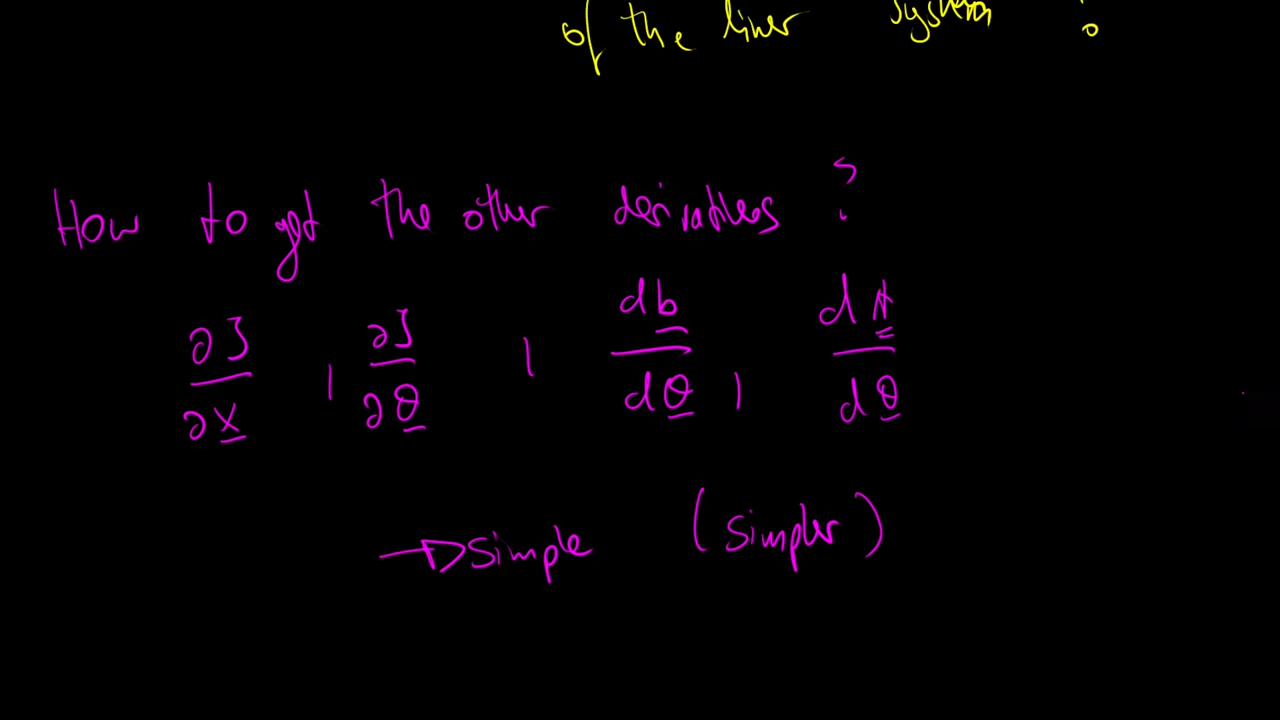 of the liner system ?
How to get the other derivatives ?
∂J/∂x , ∂J/∂θ , db/dθ , dA/dθ
→ simple (simpler)